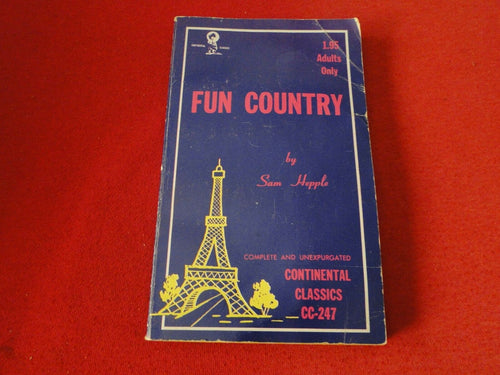 1.95
Adults
Only
FUN COUNTRY
by
Sam Hepple
COMPLETE AND UNEXPURGATED
CONTINENTAL
CLASSICS
CC-247